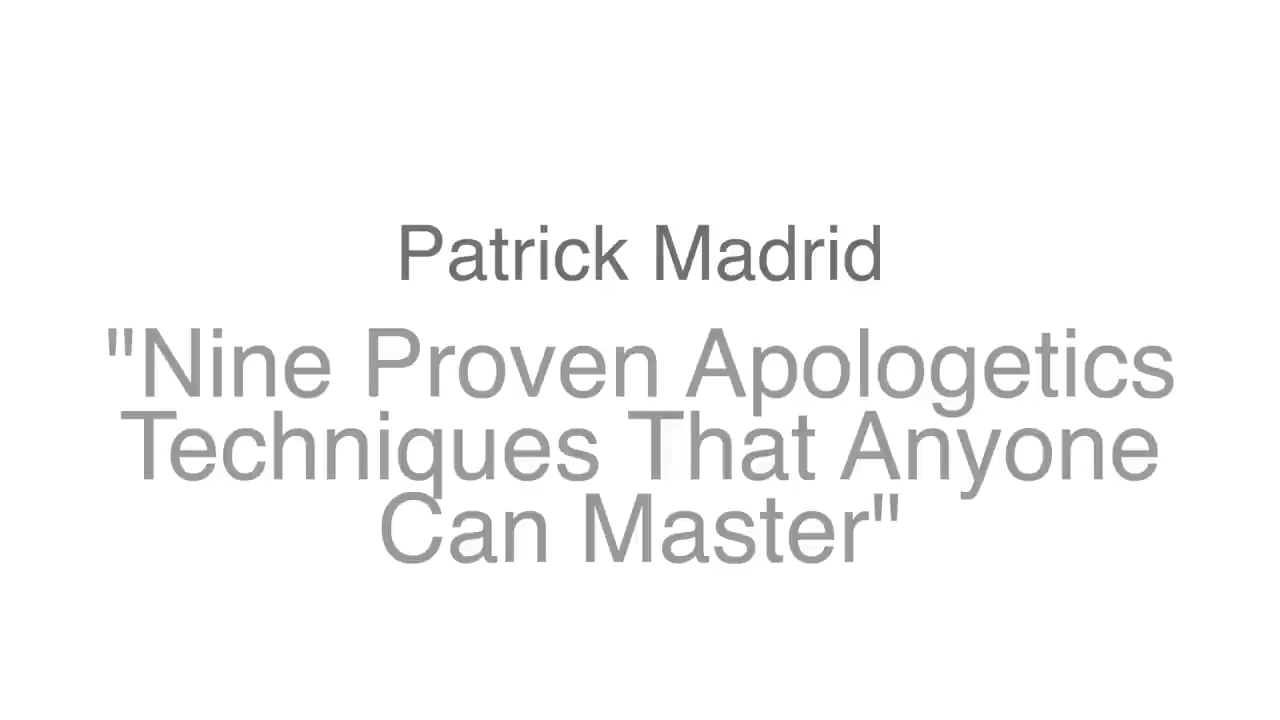 Patrick Madrid
"Nine Proven Apologetics
Techniques That Anyone
Can Master"